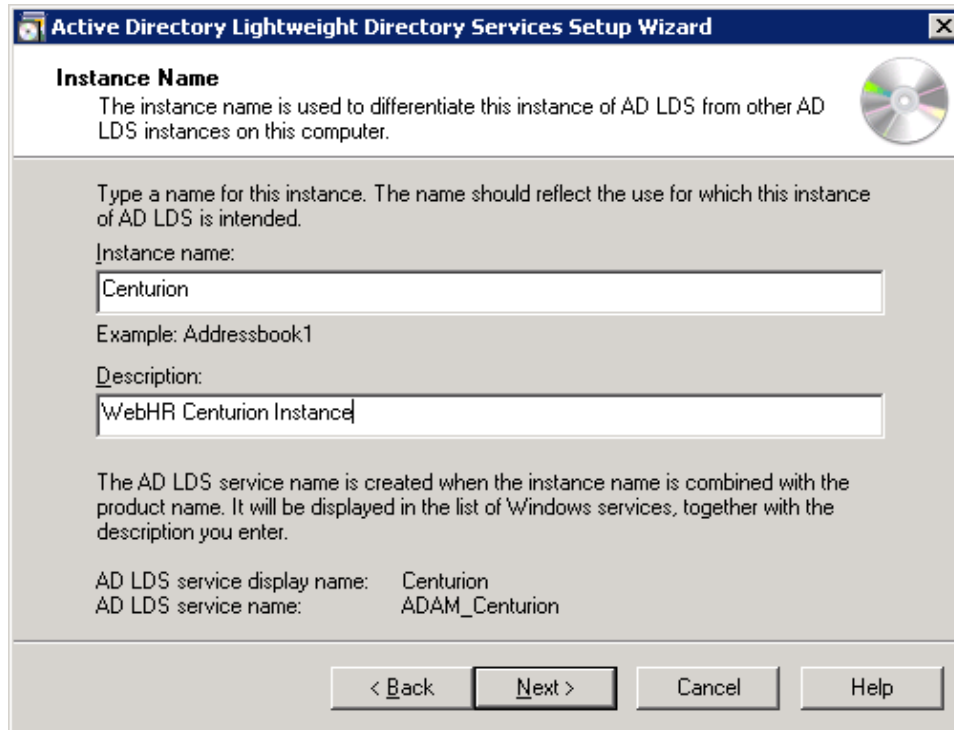 Active Directory Lightweight Directory Services Setup Wizard
Instance Name
The instance name is used to differentiate this instance of AD LDS from other AD
LDS instances on this computer.
Type a name for this instance. The name should reflect the use for which this instance
of AD LDS is intended.
Instance name:
Centurion
Example: Addressbook1
Description:
WebHR Centurion Instance
The AD LDS service name is created when the instance name is combined with the
product name. It will be displayed in the list of Windows services, together with the
description you enter.
AD LDS service display name: Centurion
AD LDS service name: ADAM_Centurion
< Back Next > Cancel Help